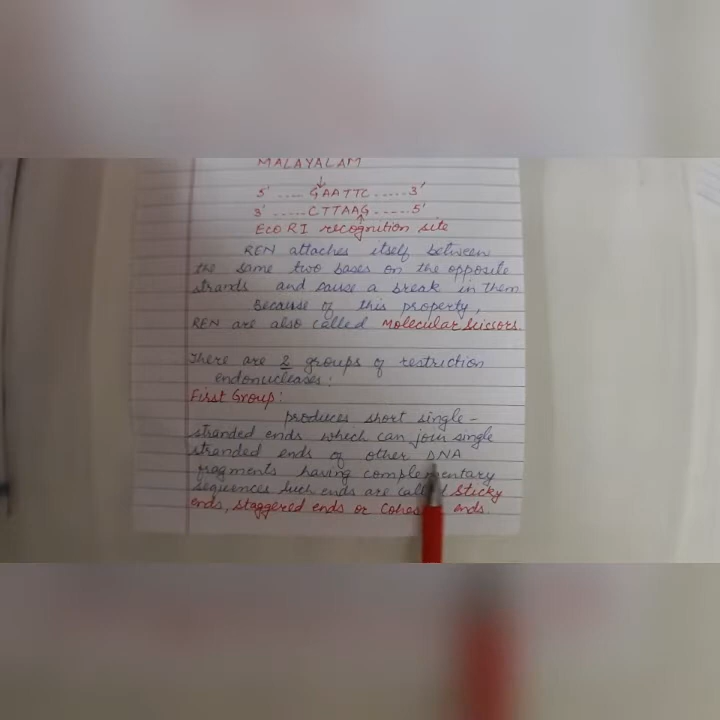 MALAYALAM
5' ..... GAATTC ..... 3'
3' ..... CTTAAG ..... 5'
ECORI recognition site
REN attaches itself between
the same two bases on the opposite
strands and cause a break in them
Because of this property,
REN are also called Molecular Scissors.
There are 2 groups of restriction
endonucleases:
First Group:
produces short single-
stranded ends which can join single
stranded ends of other DNA
fragments having complementary
sequences such ends are called Sticky
ends, staggered ends or ends